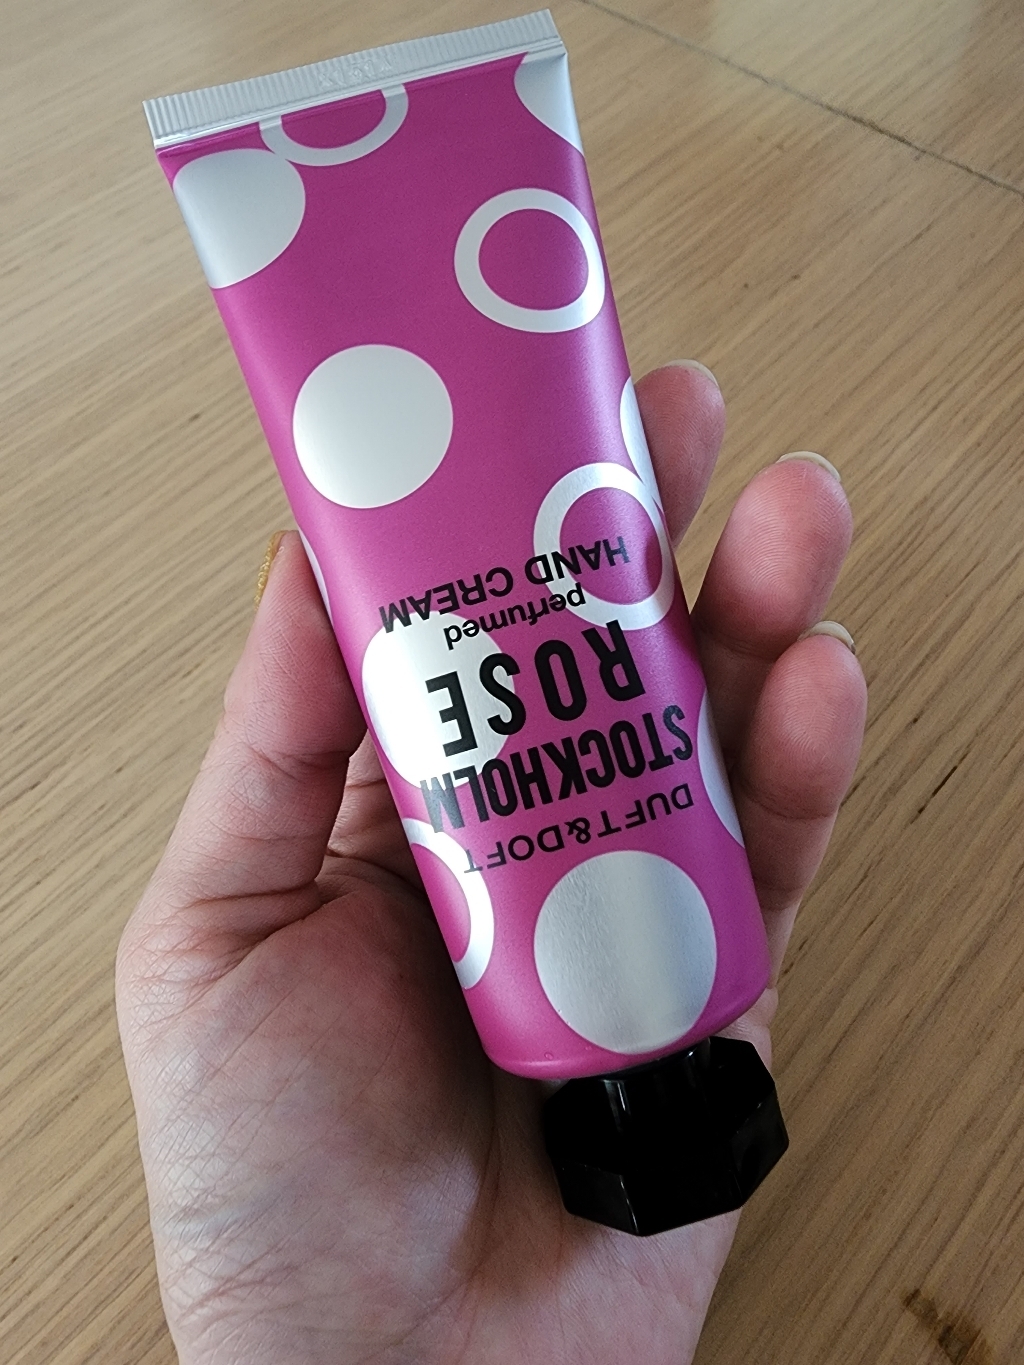 DUFT & DOFT
STOCKHOLM
ROSE
perfumed
HAND CREAM